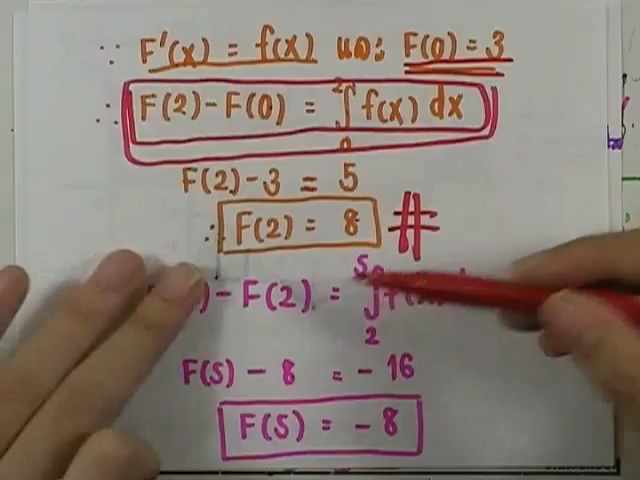 ∵ F'(x) = f(x) และ F(0) = 3
∴ F(2) - F(0) = ∫₀² f(x) dx
F(2) - 3 = 5
∴ F(2) = 8 #
) - F(2) = ∫₂⁵
F(5) - 8 = - 16
F(5) = - 8